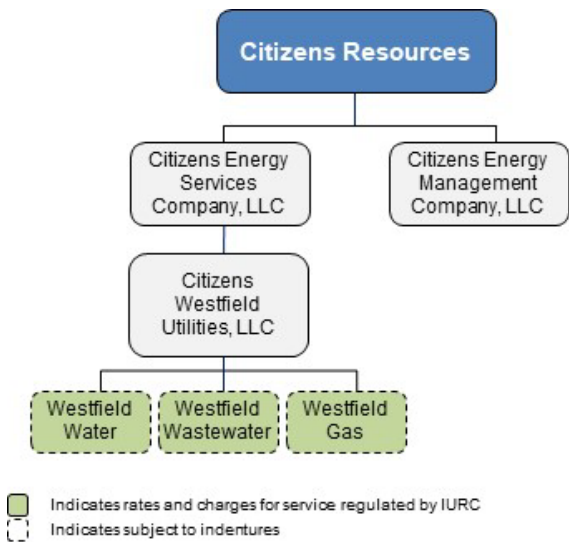 Citizens Resources
Citizens Energy
Services
Company, LLC
Citizens Energy
Management
Company, LLC
Citizens
Westfield
Utilities, LLC
Westfield
Water
Westfield
Wastewater
Westfield
Gas
Indicates rates and charges for service regulated by IURC
Indicates subject to indentures